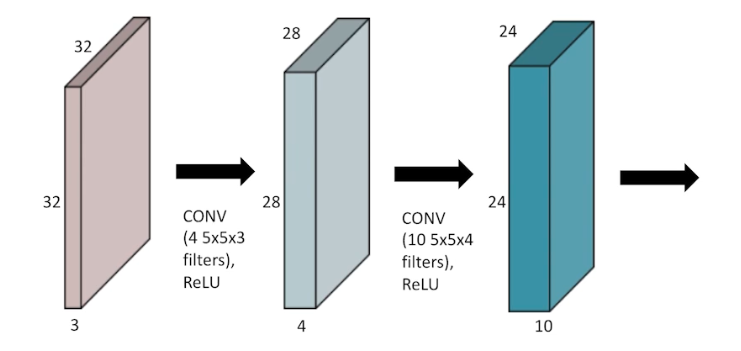 32
32
3
CONV
(4 5x5x3
filters),
ReLU
28
28
4
CONV
(10 5x5x4
filters),
ReLU
24
24
10